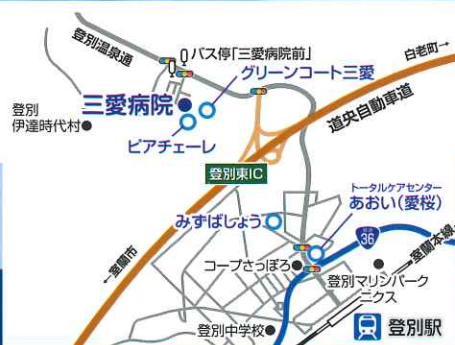 登別温泉通
バス停「三愛病院前」
グリーンコート三愛
白老町→
三愛病院
登別
伊達時代村
ピアチェーレ
道央自動車道
登別東IC
トータルケアセンター
あおい(愛桜)
みずばしょう
36
室蘭本線
←室蘭市
コープさっぽろ
登別マリンパーク
ニクス
登別中学校
登別駅